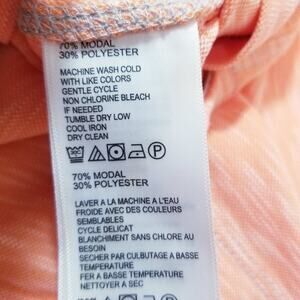 70% MODAL
30% POLYESTER
MACHINE WASH COLD
WITH LIKE COLORS
GENTLE CYCLE
NON CHLORINE BLEACH
IF NEEDED
TUMBLE DRY LOW
COOL IRON
DRY CLEAN
P
70% MODAL
30% POLYESTER
LAVER A LA MACHINE A L'EAU
FROIDE AVEC DES COULEURS
SEMBLABLES
CYCLE DELICAT
BLANCHIMENT SANS CHLORO AU
BESOIN
SECHER PAR CULBUTAGE A BASSE
TEMPERATURE
FER A BASSE TEMPERATURE
NETTOYER A SEC